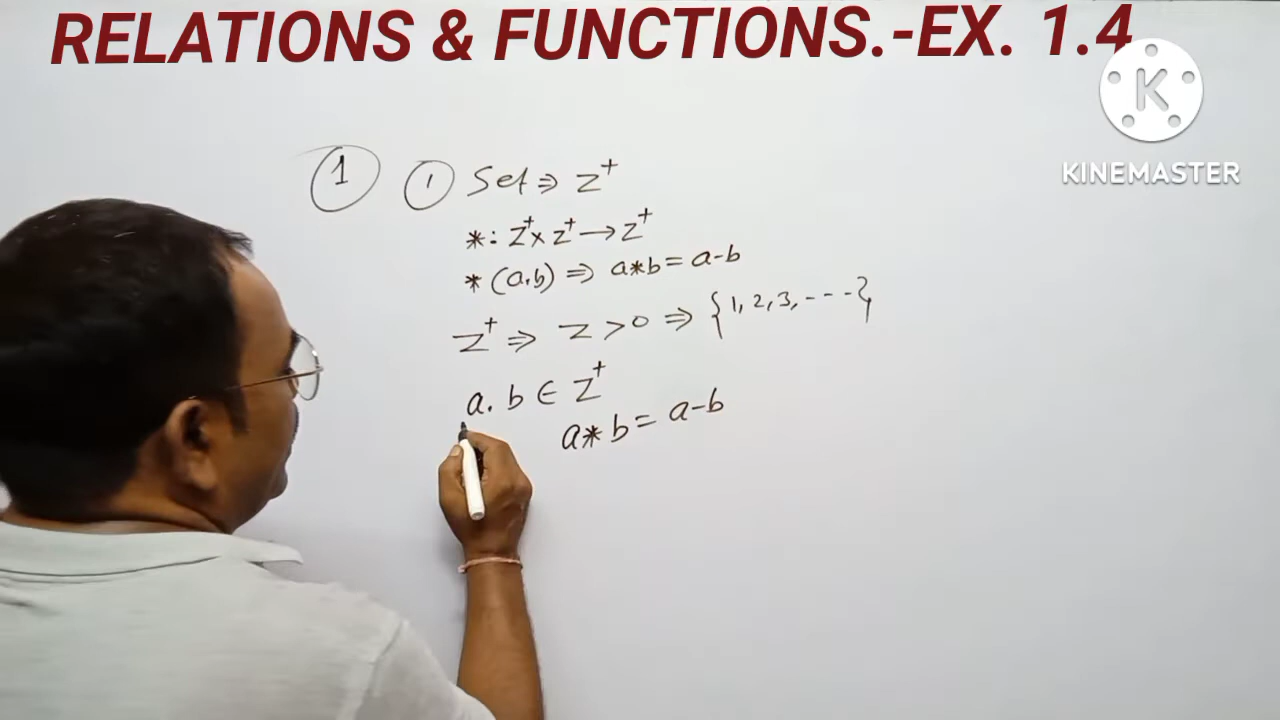 RELATIONS & FUNCTIONS.-EX. 1.4
K
KINEMASTER
1 1 Set ⇒ Z⁺
*: Z⁺ x Z⁺ → Z⁺
* (a,b) ⇒ a*b = a-b
Z⁺ ⇒ Z > 0 ⇒ {1, 2, 3, ----}
a, b ∈ Z⁺
a * b = a-b